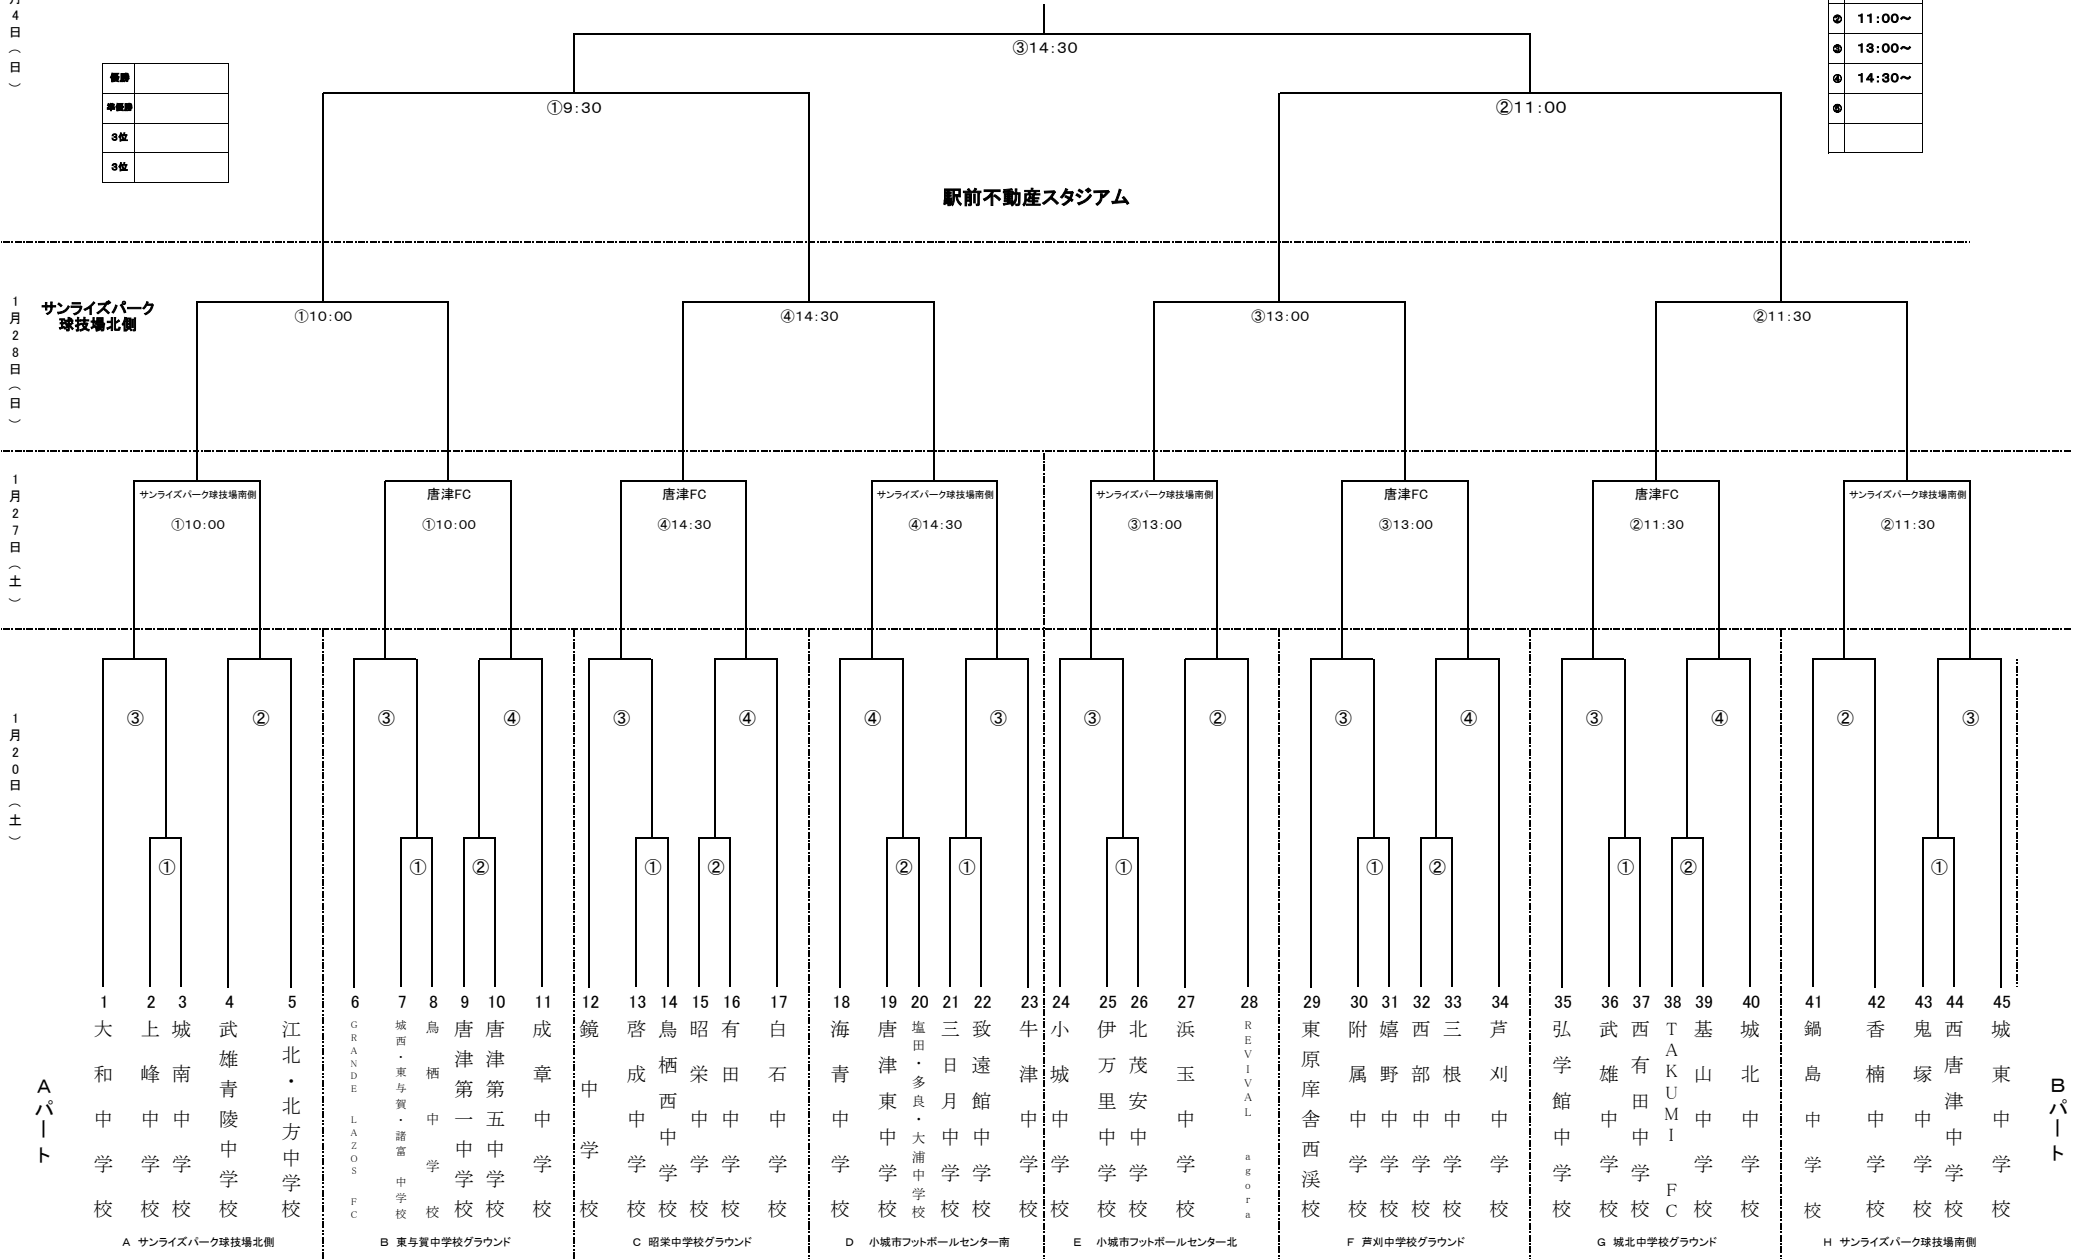 月4日(日)
② 11:00～
③ 13:00～
④ 14:30～
⑤
優勝
準優勝
3位
3位
③14:30
①9:30
②11:00
駅前不動産スタジアム
1月28日(日)
サンライズパーク
球技場北側
①10:00
④14:30
③13:00
②11:30
1月27日(土)
サンライズパーク球技場南側
①10:00
唐津FC
①10:00
唐津FC
④14:30
サンライズパーク球技場南側
④14:30
サンライズパーク球技場南側
③13:00
唐津FC
③13:00
唐津FC
②11:30
サンライズパーク球技場南側
②11:30
1月20日(土)
③ ② ③ ④ ③ ④ ④ ③ ③ ② ③ ④ ③ ④ ② ③
① ① ② ① ② ② ① ① ① ② ① ② ①
Aパート
1 大和中学校
2 上峰中学校
3 城南中学校
4 武雄青陵中学校
5 江北・北方中学校
6 GRANDE LAZOS FC
7 城西・東与賀・諸富 中学校
8 鳥栖中学校
9 唐津第一中学校
10 唐津第五中学校
11 成章中学校
12 鏡中学校
13 啓成中学校
14 鳥栖西中学校
15 昭栄中学校
16 有田中学校
17 白石中学校
18 海青中学校
19 唐津東中学校
20 塩田・多良・大浦中学校
21 三日月中学校
22 致遠館中学校
23 牛津中学校
24 小城中学校
25 伊万里中学校
26 北茂安中学校
27 浜玉中学校
28 REVIVAL agora
29 東原庠舎西渓校
30 附属中学校
31 嬉野中学校
32 西部中学校
33 三根中学校
34 芦刈中学校
35 弘学館中学校
36 武雄中学校
37 西有田中学校
38 TAKUMI FC
39 基山中学校
40 城北中学校
41 鍋島中学校
42 香楠中学校
43 鬼塚中学校
44 西唐津中学校
45 城東中学校
Bパート
A サンライズパーク球技場北側
B 東与賀中学校グラウンド
C 昭栄中学校グラウンド
D 小城市フットボールセンター南
E 小城市フットボールセンター北
F 芦刈中学校グラウンド
G 城北中学校グラウンド
H サンライズパーク球技場南側